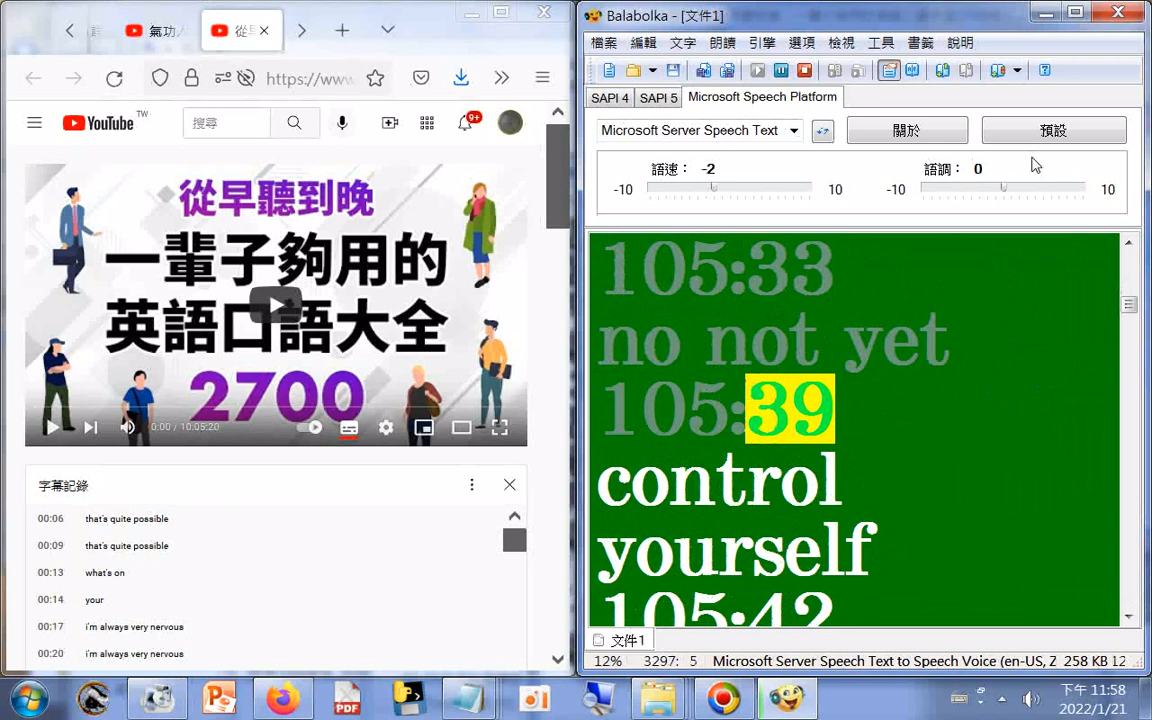 氣功
從
https://www
YouTube TW
搜尋
9+
從早聽到晚
一輩子夠用的
英語口語大全
2700
0:00 / 10:05:20
字幕記錄
00:06 that's quite possible
00:09 that's quite possible
00:13 what's on
00:14 your
00:17 i'm always very nervous
00:20 i'm always very nervous
Balabolka - [文件1]
檔案 編輯 文字 朗讀 引擎 選項 檢視 工具 書籤 說明
SAPI 4 SAPI 5 Microsoft Speech Platform
Microsoft Server Speech Text 關於 預設
語速： -2 語調： 0
-10 10 -10 10
105:33
no not yet
105:39
control
yourself
105:42
文件1
12% 3297: 5 Microsoft Server Speech Text to Speech Voice (en-US, Z 258 KB 12
PDF
下午 11:58
2022/1/21